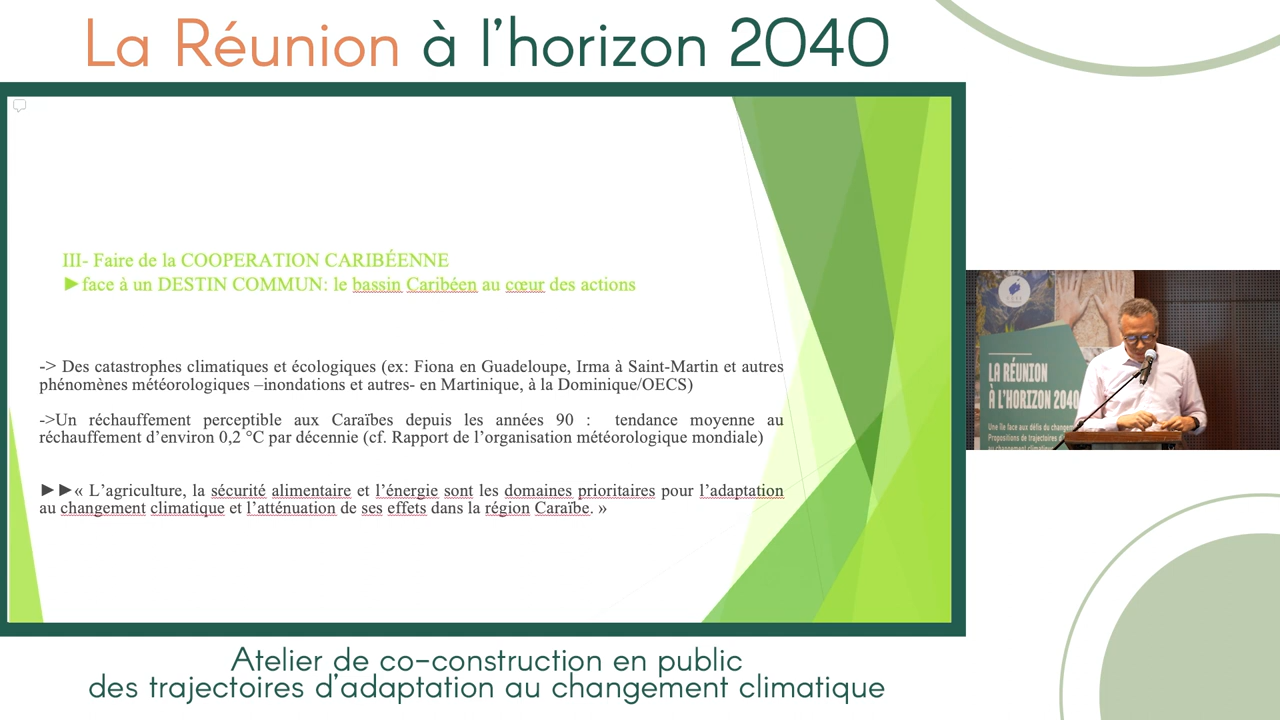 La Réunion à l'horizon 2040
III- Faire de la COOPERATION CARIBÉENNE
►face à un DESTIN COMMUN: le bassin Caribéen au cœur des actions
-> Des catastrophes climatiques et écologiques (ex: Fiona en Guadeloupe, Irma à Saint-Martin et autres
phénomènes météorologiques –inondations et autres- en Martinique, à la Dominique/OECS)
->Un réchauffement perceptible aux Caraïbes depuis les années 90 : tendance moyenne au
réchauffement d'environ 0,2 °C par décennie (cf. Rapport de l'organisation météorologique mondiale)
►►« L'agriculture, la sécurité alimentaire et l'énergie sont les domaines prioritaires pour l'adaptation
au changement climatique et l'atténuation de ses effets dans la région Caraïbe. »
LA RÉUNION
À L'HORIZON 2040
Une île face aux défis du
Propositions de trajectoires
au changement
Atelier de co-construction en public
des trajectoires d'adaptation au changement climatique